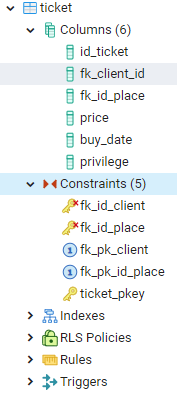 ticket
Columns (6)
id_ticket
fk_client_id
fk_id_place
price
buy_date
privilege
Constraints (5)
fk_id_client
fk_id_place
fk_pk_client
fk_pk_id_place
ticket_pkey
Indexes
RLS Policies
Rules
Triggers